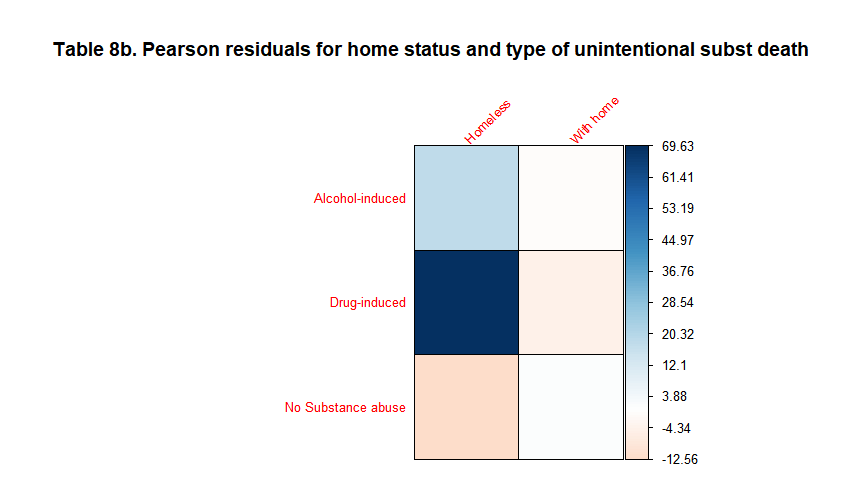 Table 8b. Pearson residuals for home status and type of unintentional subst death
Homeless
With home
Alcohol-induced
Drug-induced
No Substance abuse
69.63
61.41
53.19
44.97
36.76
28.54
20.32
12.1
3.88
-4.34
-12.56